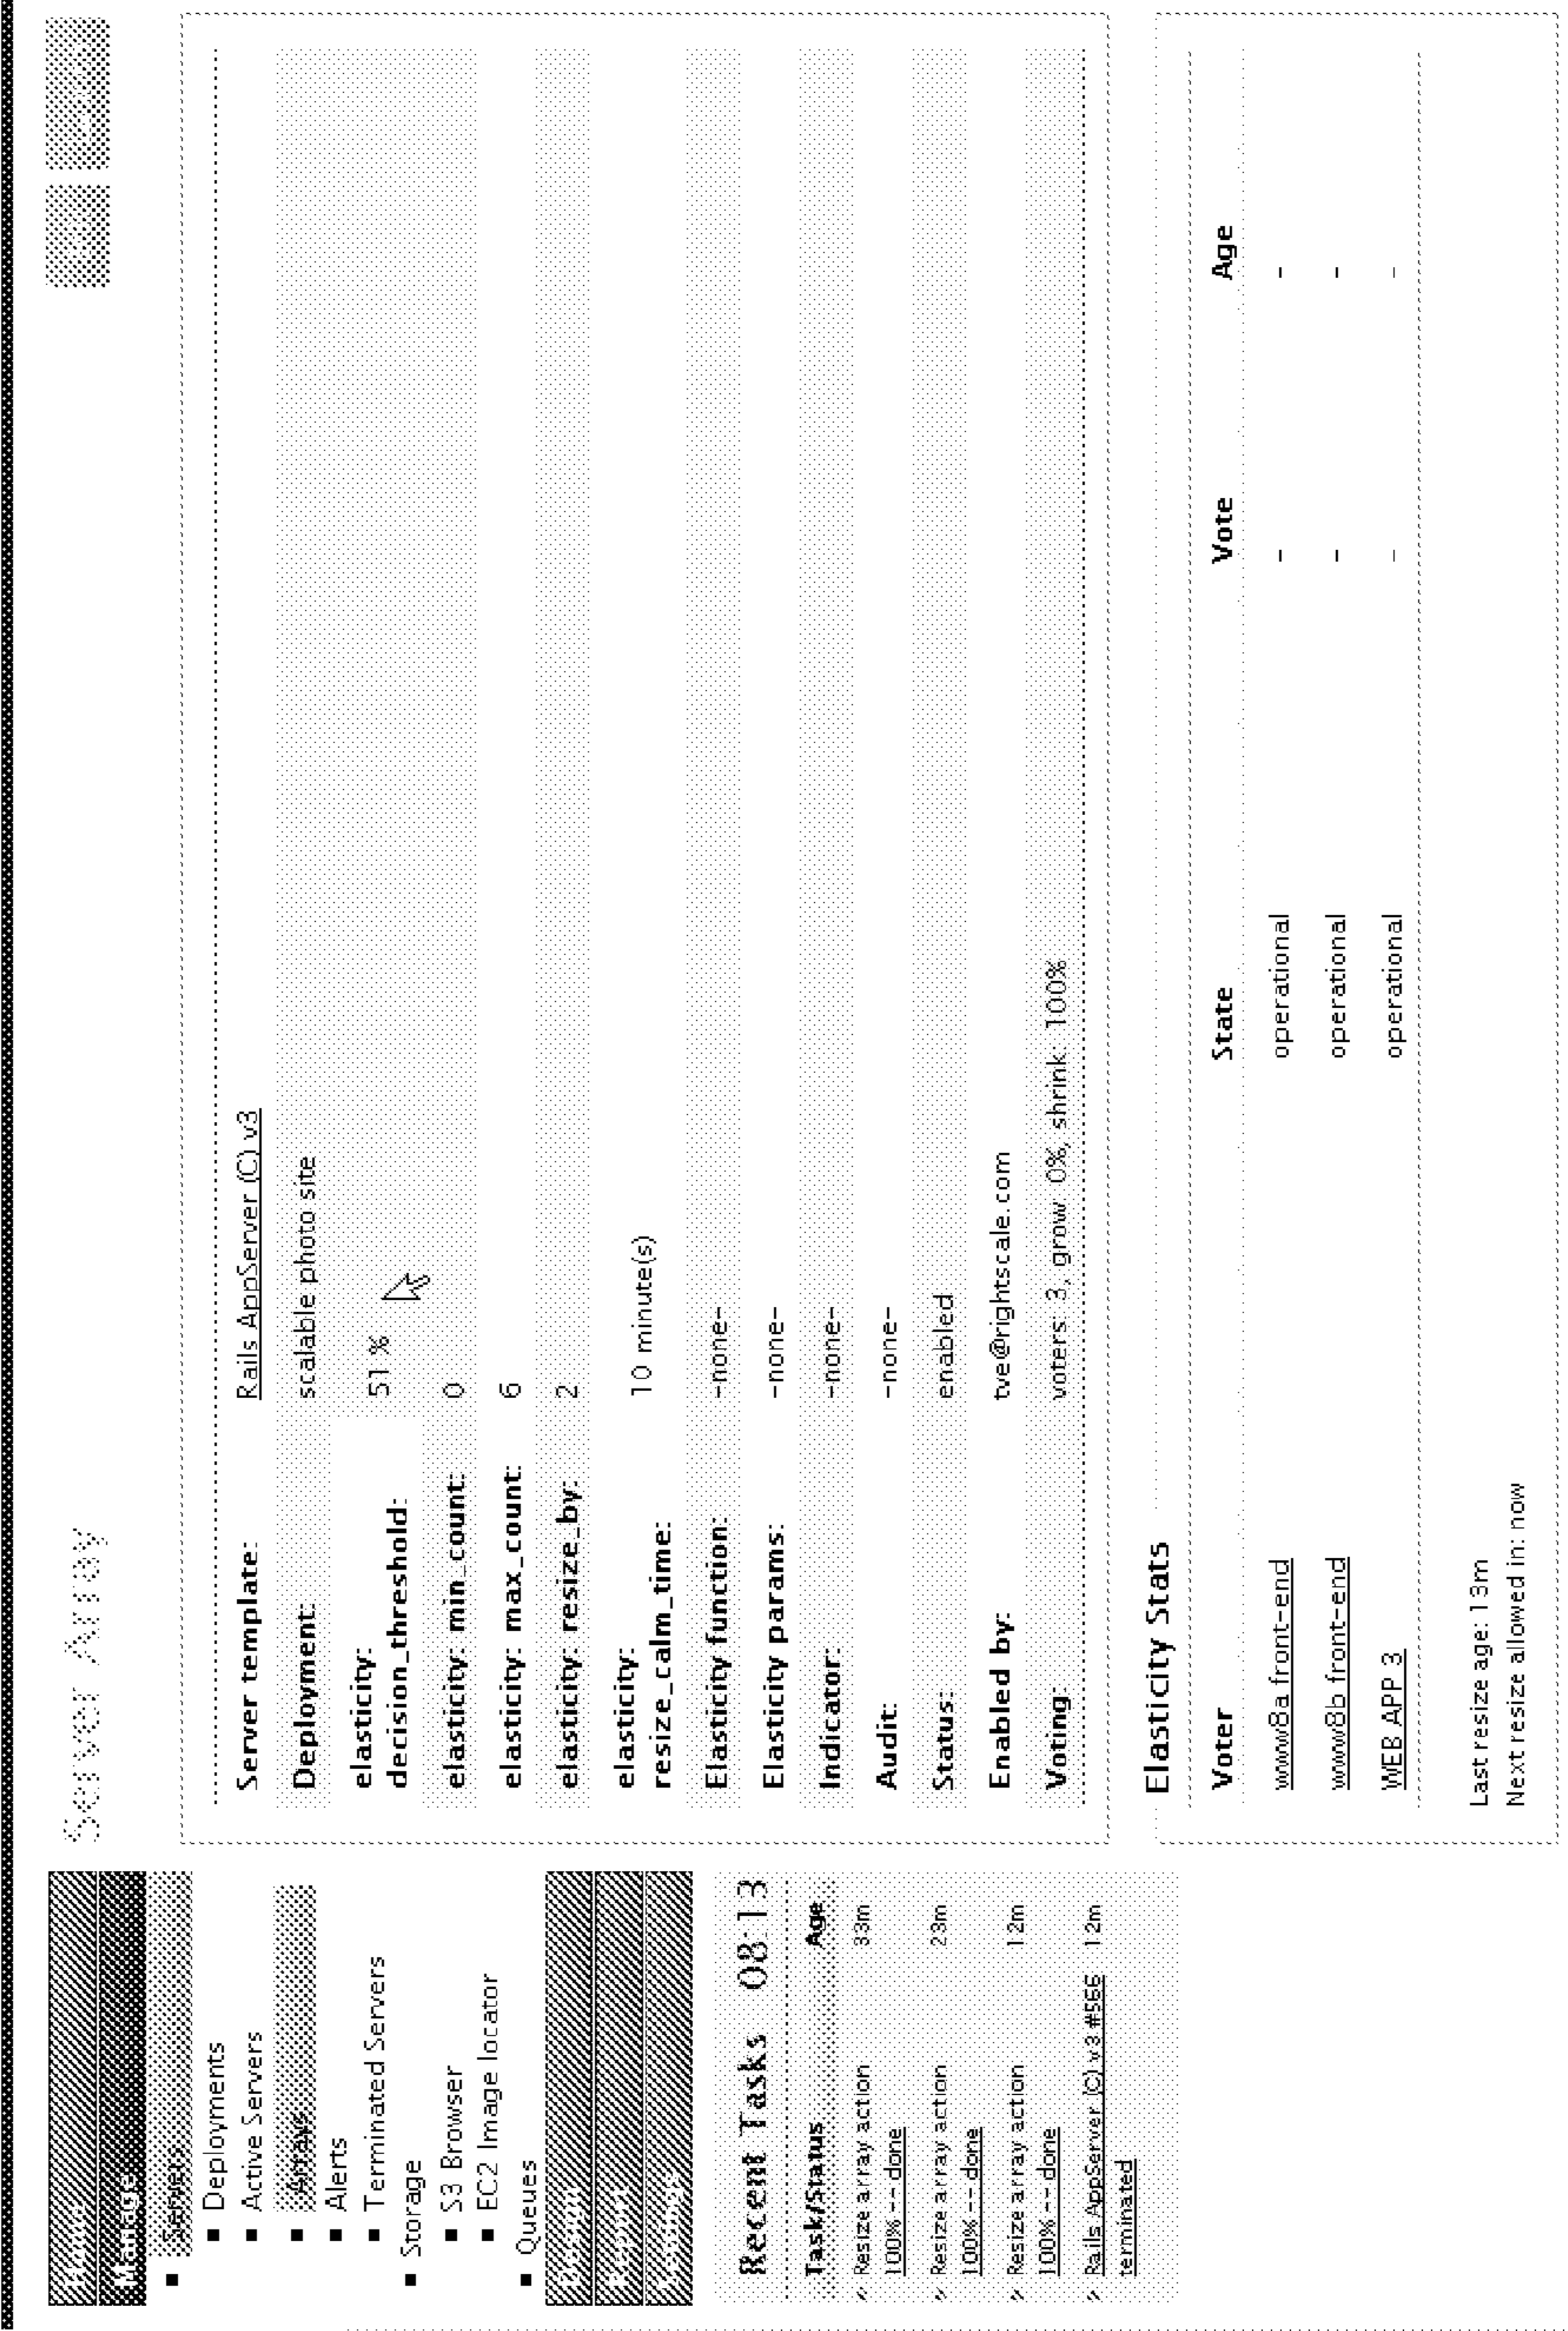 Home
Manage
Servers
Deployments
Active Servers
Arrays
Alerts
Terminated Servers
Storage
S3 Browser
EC2 Image locator
Queues
Design
Report
Settings
Recent Tasks 08:13
Task/Status Age
Resize array action 33m
100% -- done
Resize array action 23m
100% -- done
Resize array action 12m
100% -- done
Rails AppServer (C) v3 #566 12m
terminated
Server Array
Server template: Rails AppServer (C) v3
Deployment: scalable photo site
elasticity:
decision_threshold: 51 %
elasticity: min_count: 0
elasticity: max_count: 6
elasticity: resize_by: 2
elasticity:
resize_calm_time: 10 minute(s)
Elasticity function: -none-
Elasticity params: -none-
Indicator: -none-
Audit: -none-
Status: enabled
Enabled by: tve@rightscale.com
Voting: voters: 3, grow: 0%, shrink: 100%
Elasticity Stats
Voter State Vote Age
www8a front-end operational - -
www8b front-end operational - -
WEB APP 3 operational - -
Last resize age: 13m
Next resize allowed in: now